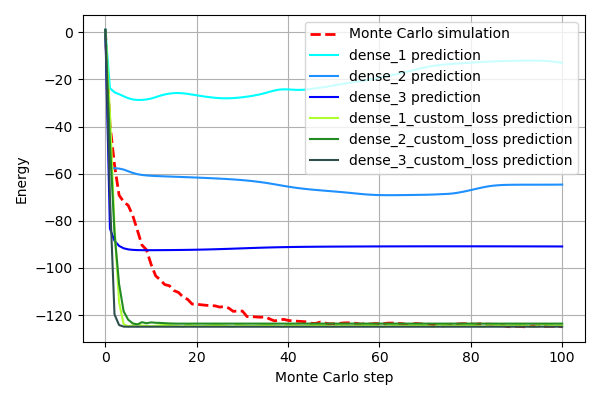 Monte Carlo simulation
dense_1 prediction
dense_2 prediction
dense_3 prediction
dense_1_custom_loss prediction
dense_2_custom_loss prediction
dense_3_custom_loss prediction
Energy
0
−20
−40
−60
−80
−100
−120
0 20 40 60 80 100
Monte Carlo step